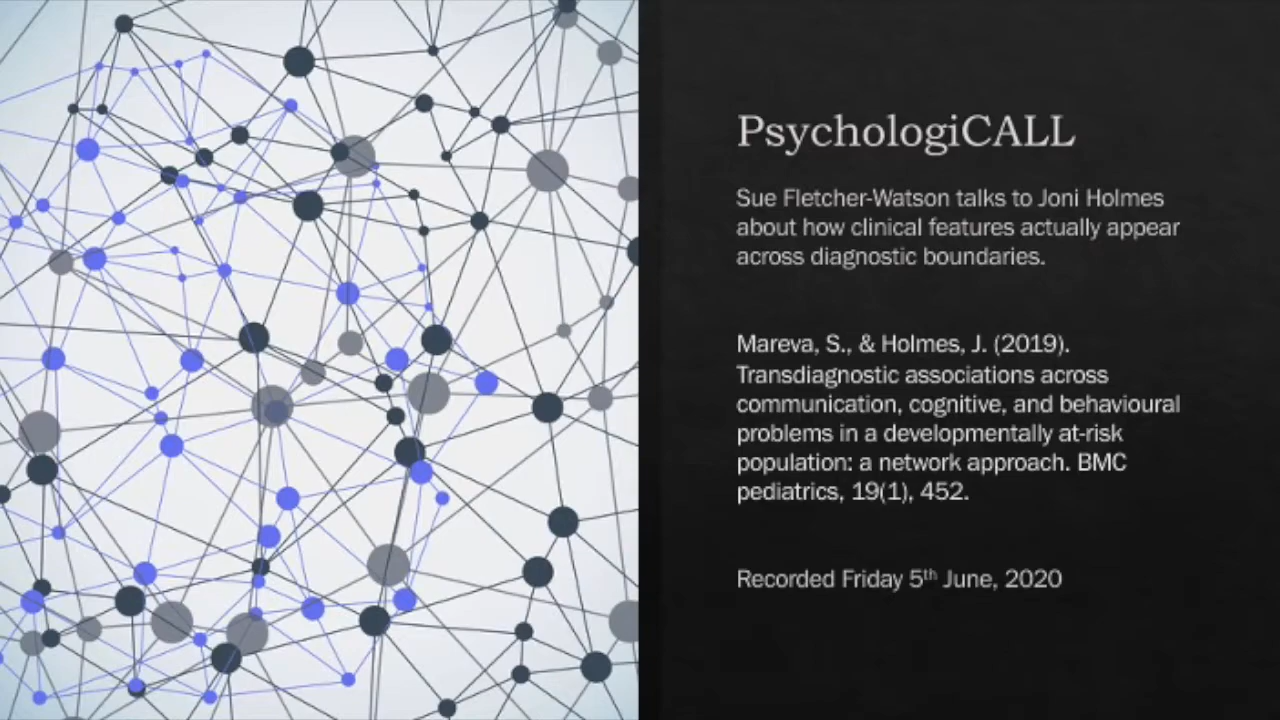 PsychologiCALL
Sue Fletcher-Watson talks to Joni Holmes
about how clinical features actually appear
across diagnostic boundaries.
Mareva, S., & Holmes, J. (2019).
Transdiagnostic associations across
communication, cognitive, and behavioural
problems in a developmentally at-risk
population: a network approach. BMC
pediatrics, 19(1), 452.
Recorded Friday 5th June, 2020